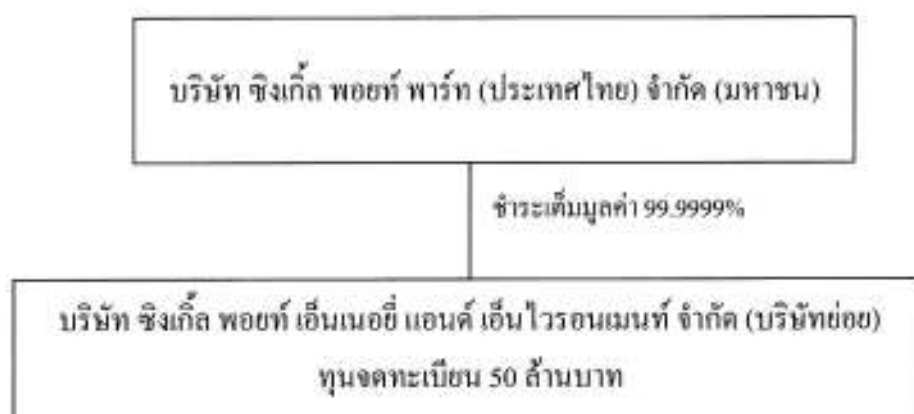 บริษัท ซิงเกิ้ล พอยท์ พาร์ท (ประเทศไทย) จำกัด (มหาชน)
ชำระเต็มมูลค่า 99.9999%
บริษัท ซิงเกิ้ล พอยท์ เอ็นเนอยี่ แอนด์ เอ็นไวรอนเมนท์ จำกัด (บริษัทย่อย)
ทุนจดทะเบียน 50 ล้านบาท